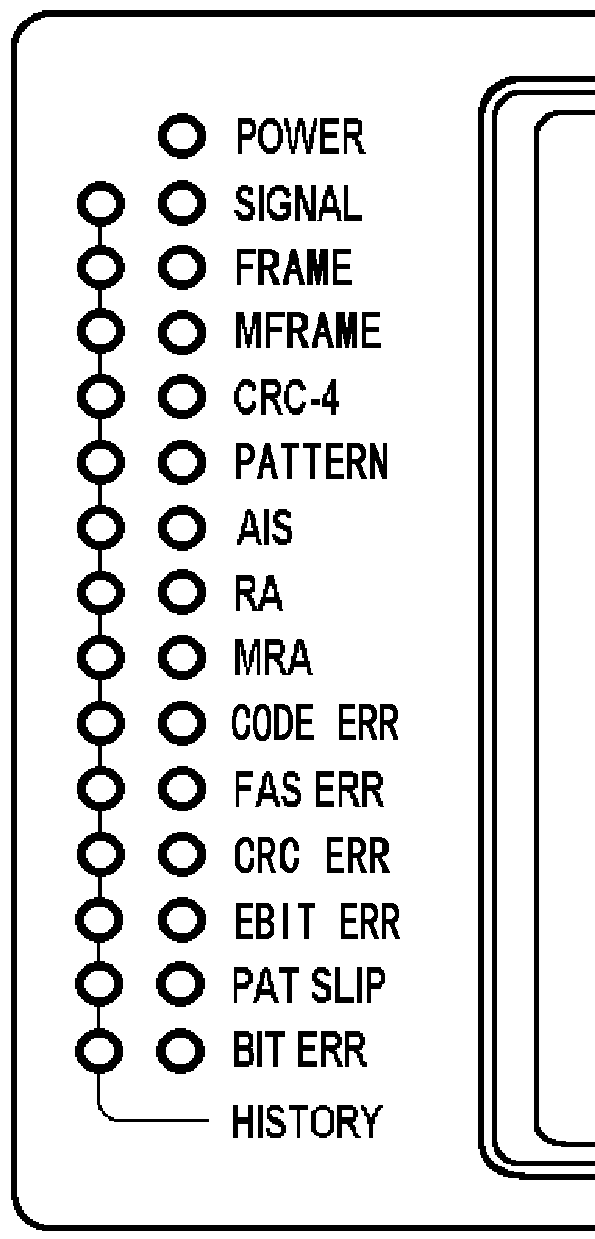 POWER
SIGNAL
FRAME
MFRAME
CRC-4
PATTERN
AIS
RA
MRA
CODE ERR
FAS ERR
CRC ERR
EBIT ERR
PAT SLIP
BIT ERR
HISTORY